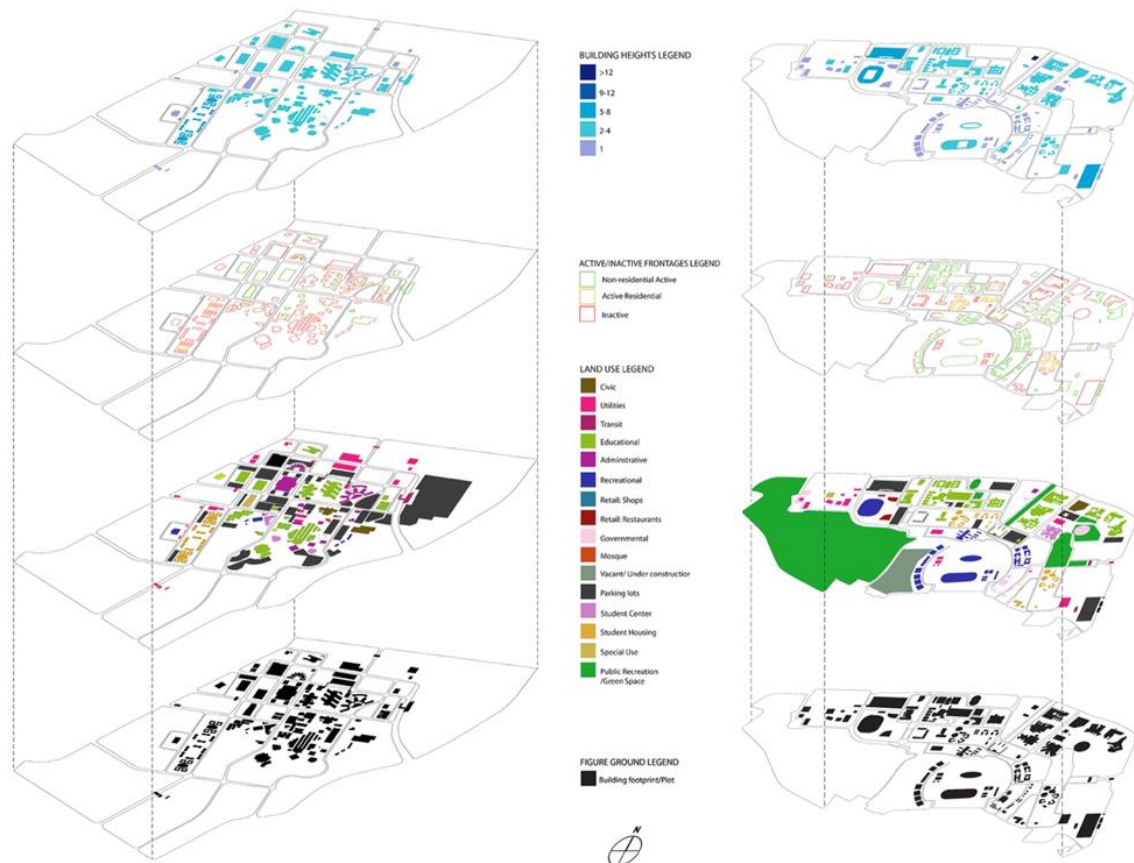 BUILDING HEIGHTS LEGEND
>12
9-12
5-8
2-4
1
ACTIVE/INACTIVE FRONTAGES LEGEND
Non-residential Active
Active Residential
Inactive
LAND USE LEGEND
Civic
Utilities
Transit
Educational
Adminstrative
Recreational
Retail: Shops
Retail: Restaurants
Governmental
Mosque
Vacant/ Under constructior
Parking lots
Student Center
Student Housing
Special Use
Public Recreation
/Green Space
FIGURE GROUND LEGEND
Building footprint/Plot
N